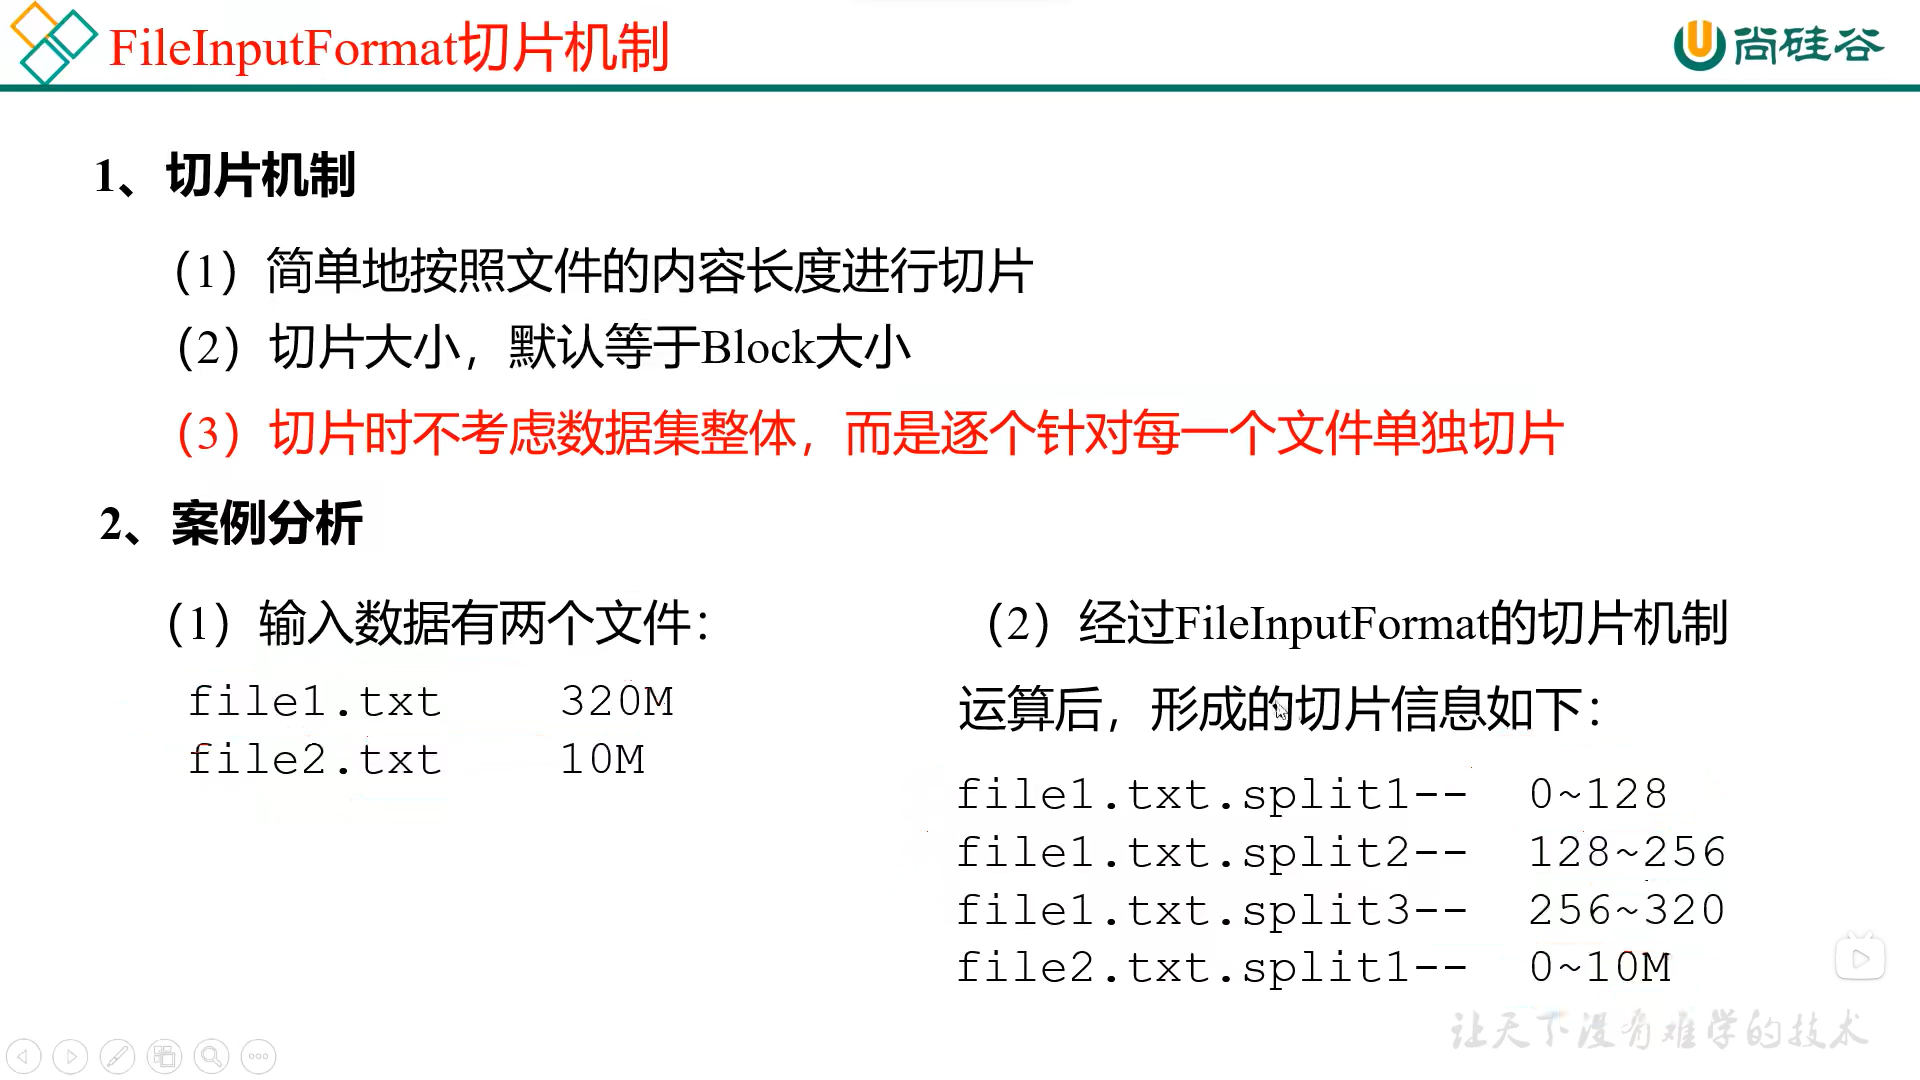 FileInputFormat切片机制
尚硅谷
1、切片机制
（1）简单地按照文件的内容长度进行切片
（2）切片大小，默认等于Block大小
（3）切片时不考虑数据集整体，而是逐个针对每一个文件单独切片
2、案例分析
（1）输入数据有两个文件：
file1.txt 320M
file2.txt 10M
（2）经过FileInputFormat的切片机制
运算后，形成的切片信息如下：
file1.txt.split1-- 0~128
file1.txt.split2-- 128~256
file1.txt.split3-- 256~320
file2.txt.split1-- 0~10M
让天下没有难学的技术